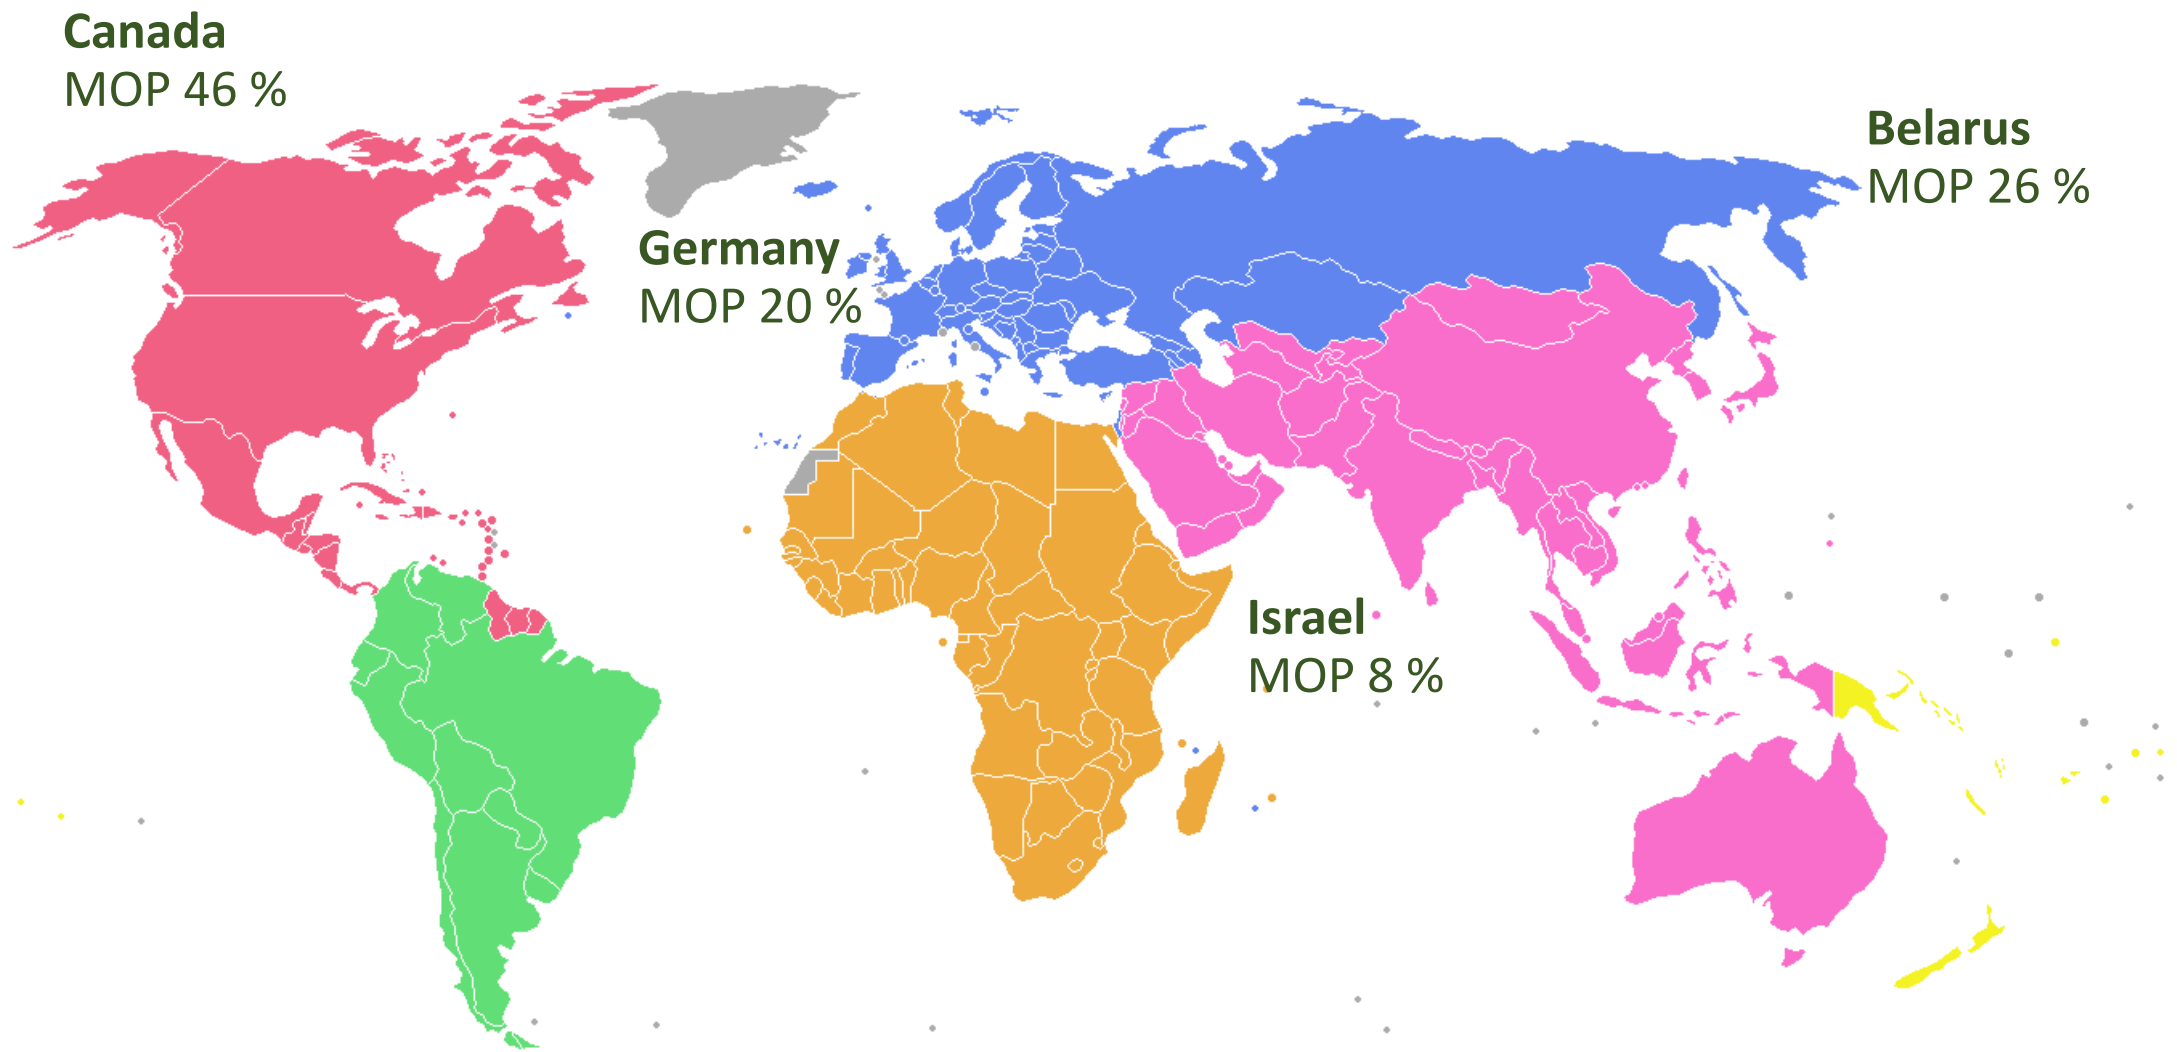 Canada
MOP 46 %
Belarus
MOP 26 %
Germany
MOP 20 %
Israel
MOP 8 %